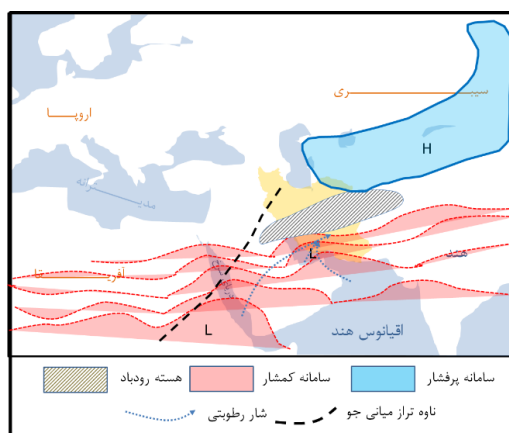 سیبری
اروپا
H
مدیترانه
L
هند
آفریقا
L
اقیانوس هند
سامانه پرفشار
سامانه کمفشار
هسته رودباد
ناوه تراز میانی جو
شار رطوبتی